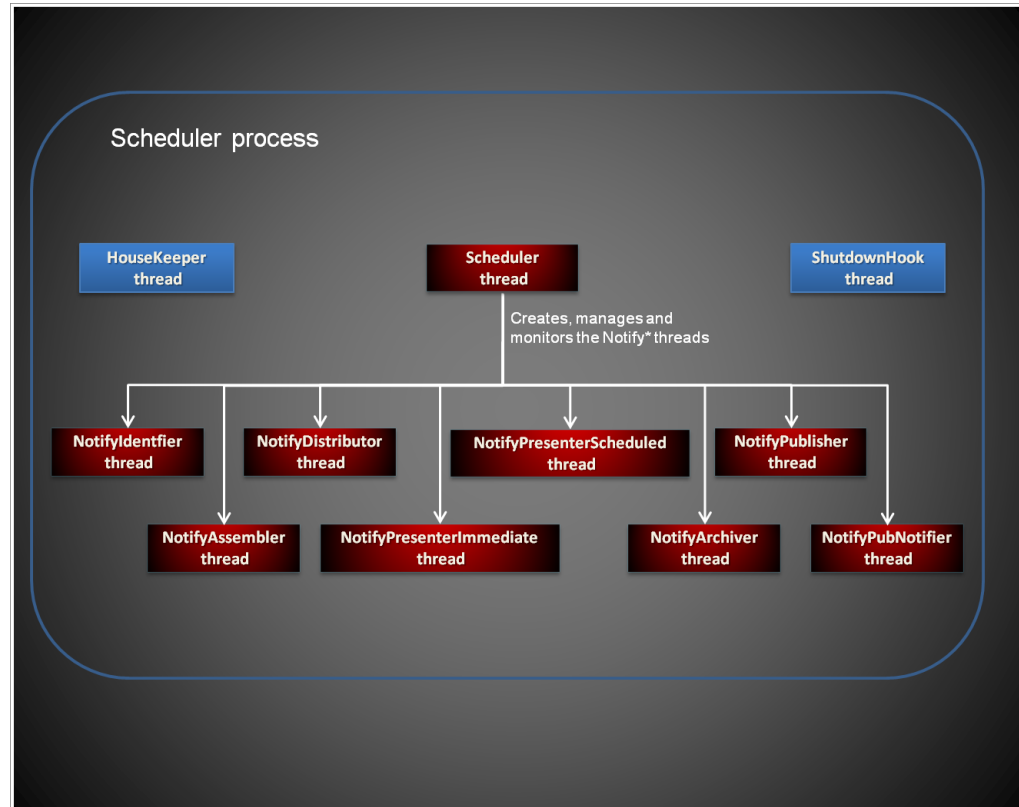 Scheduler process
HouseKeeper
thread
Scheduler
thread
ShutdownHook
thread
Creates, manages and
monitors the Notify* threads
NotifyIdentfier
thread
NotifyDistributor
thread
NotifyPresenterScheduled
thread
NotifyPublisher
thread
NotifyAssembler
thread
NotifyPresenterImmediate
thread
NotifyArchiver
thread
NotifyPubNotifier
thread